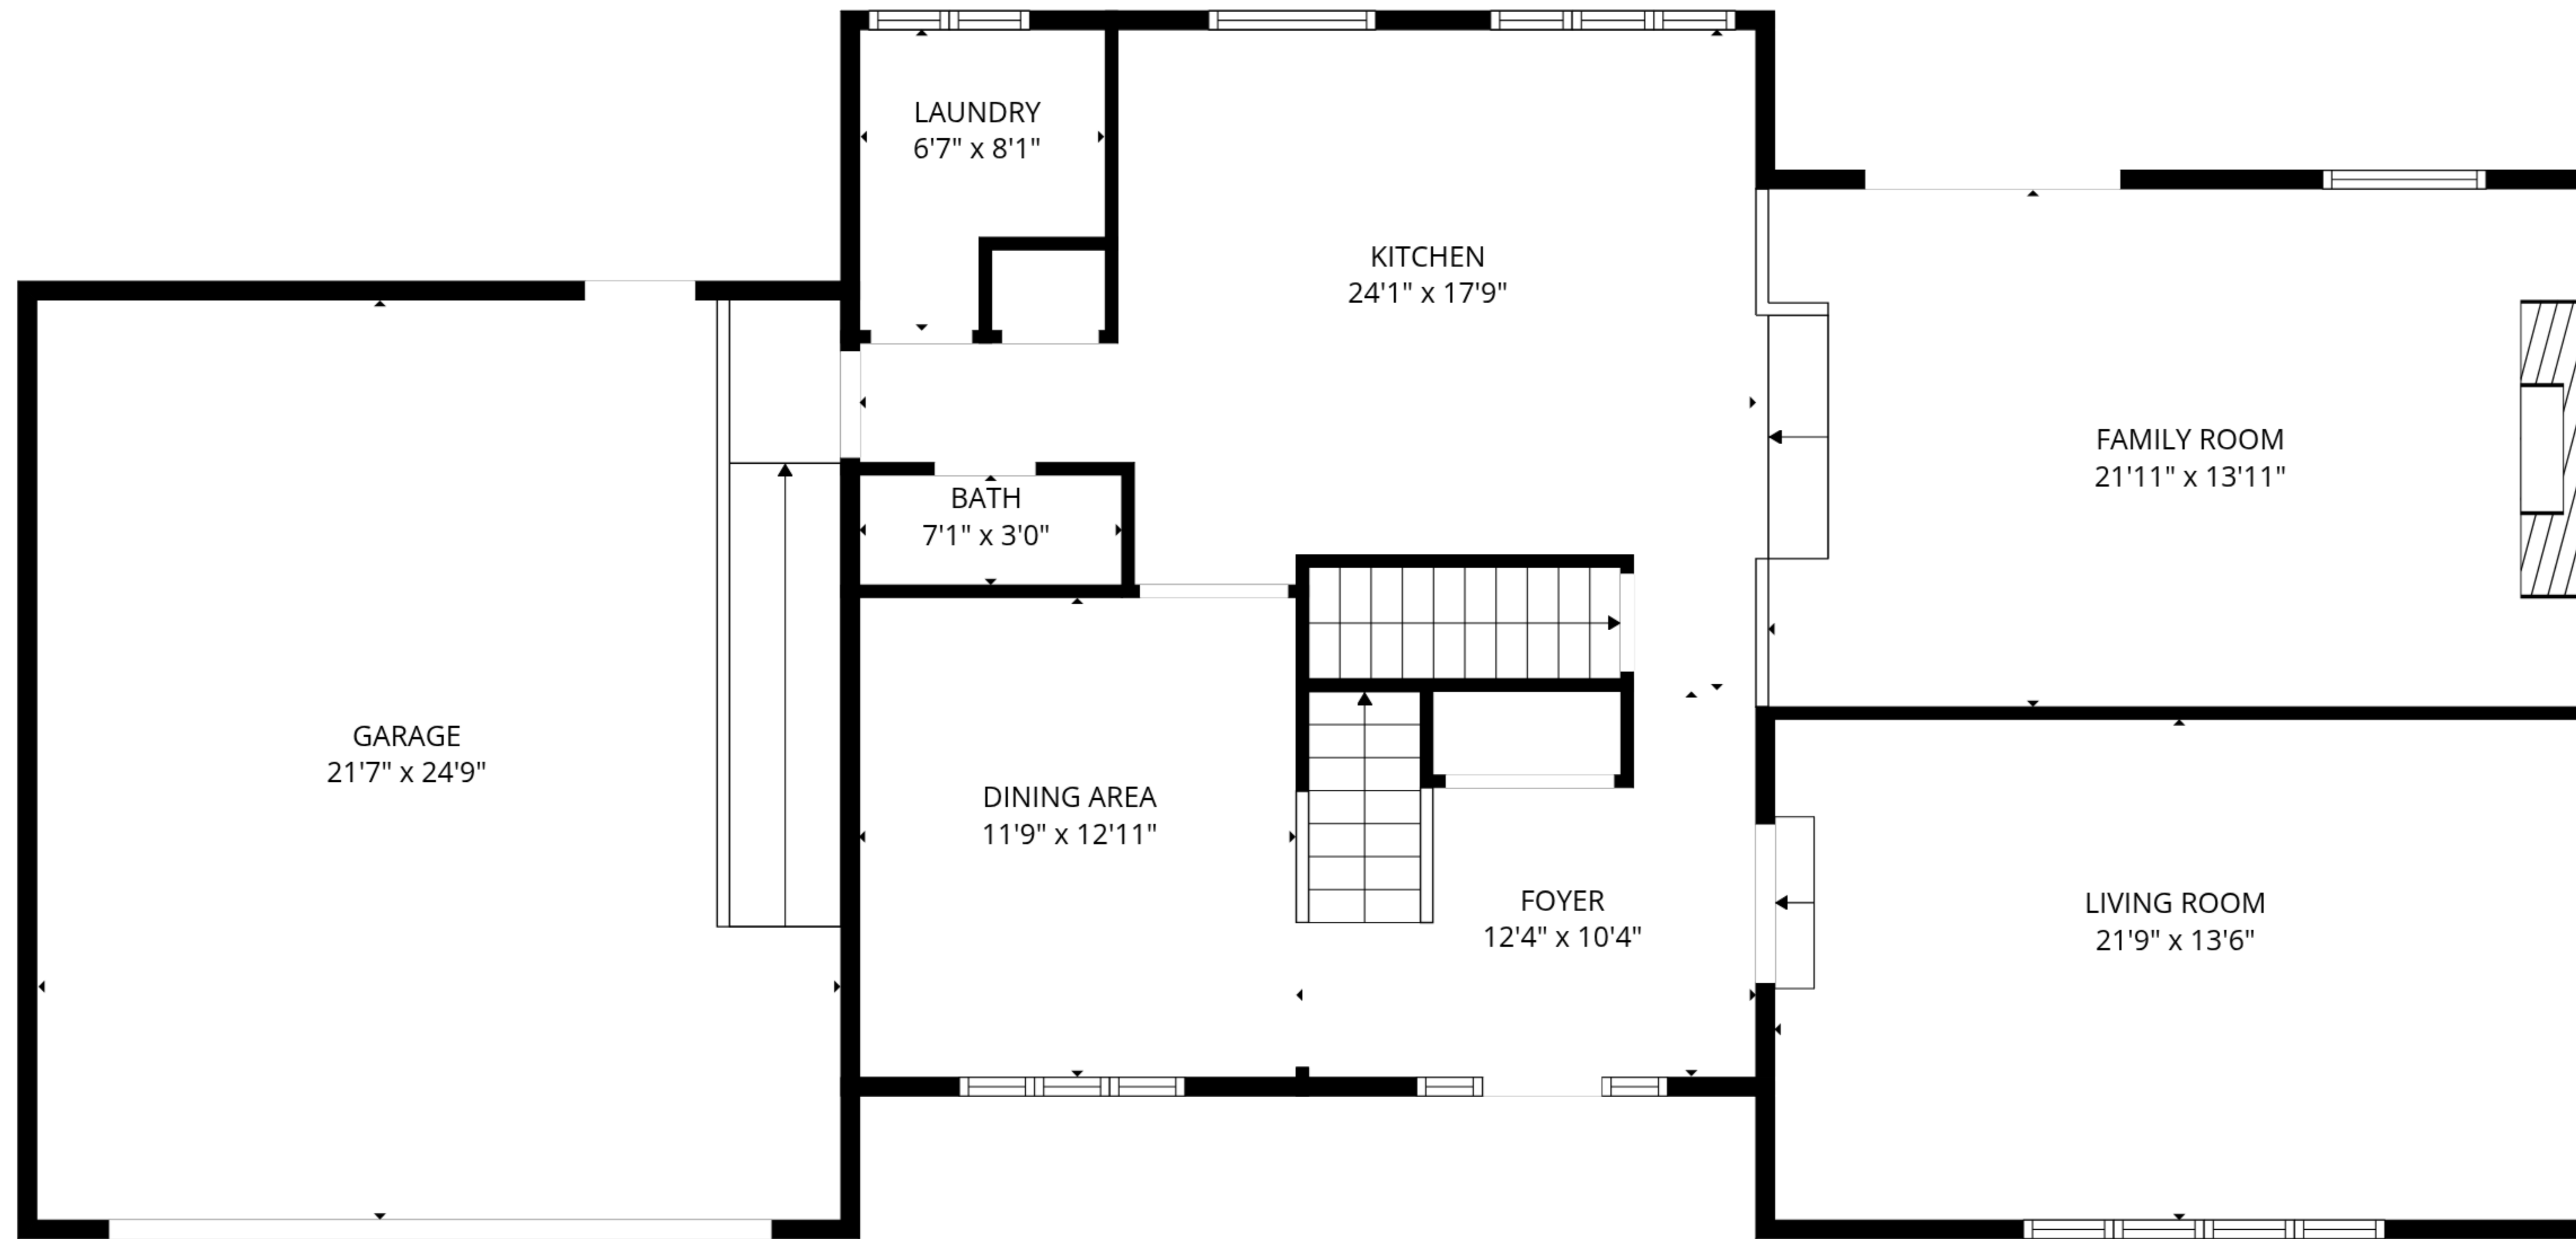 LAUNDRY
6'7" x 8'1"
KITCHEN
24'1" x 17'9"
FAMILY ROOM
21'11" x 13'11"
BATH
7'1" x 3'0"
GARAGE
21'7" x 24'9"
DINING AREA
11'9" x 12'11"
FOYER
12'4" x 10'4"
LIVING ROOM
21'9" x 13'6"